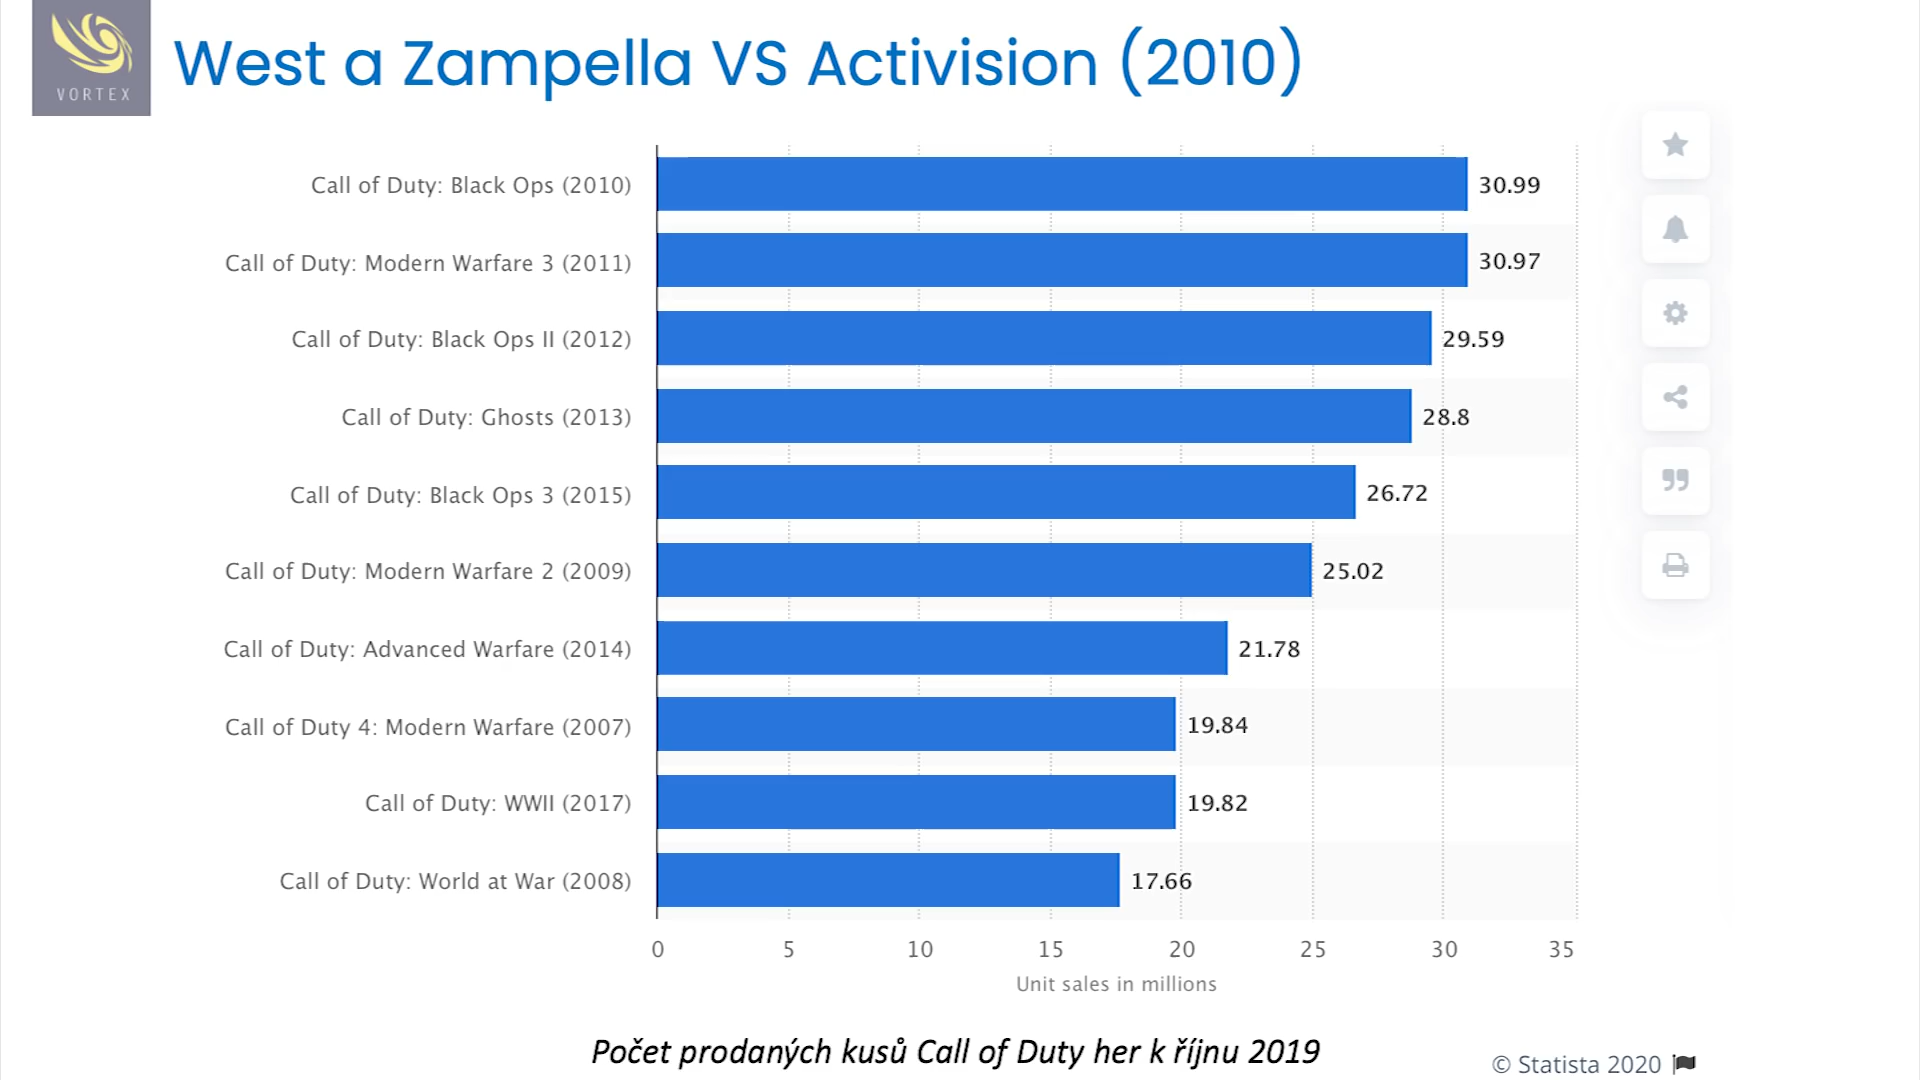 VORTEX
West a Zampella VS Activision (2010)
Call of Duty: Black Ops (2010) 30.99
Call of Duty: Modern Warfare 3 (2011) 30.97
Call of Duty: Black Ops II (2012) 29.59
Call of Duty: Ghosts (2013) 28.8
Call of Duty: Black Ops 3 (2015) 26.72
Call of Duty: Modern Warfare 2 (2009) 25.02
Call of Duty: Advanced Warfare (2014) 21.78
Call of Duty 4: Modern Warfare (2007) 19.84
Call of Duty: WWII (2017) 19.82
Call of Duty: World at War (2008) 17.66
0 5 10 15 20 25 30 35
Unit sales in millions
Počet prodaných kusů Call of Duty her k říjnu 2019
© Statista 2020